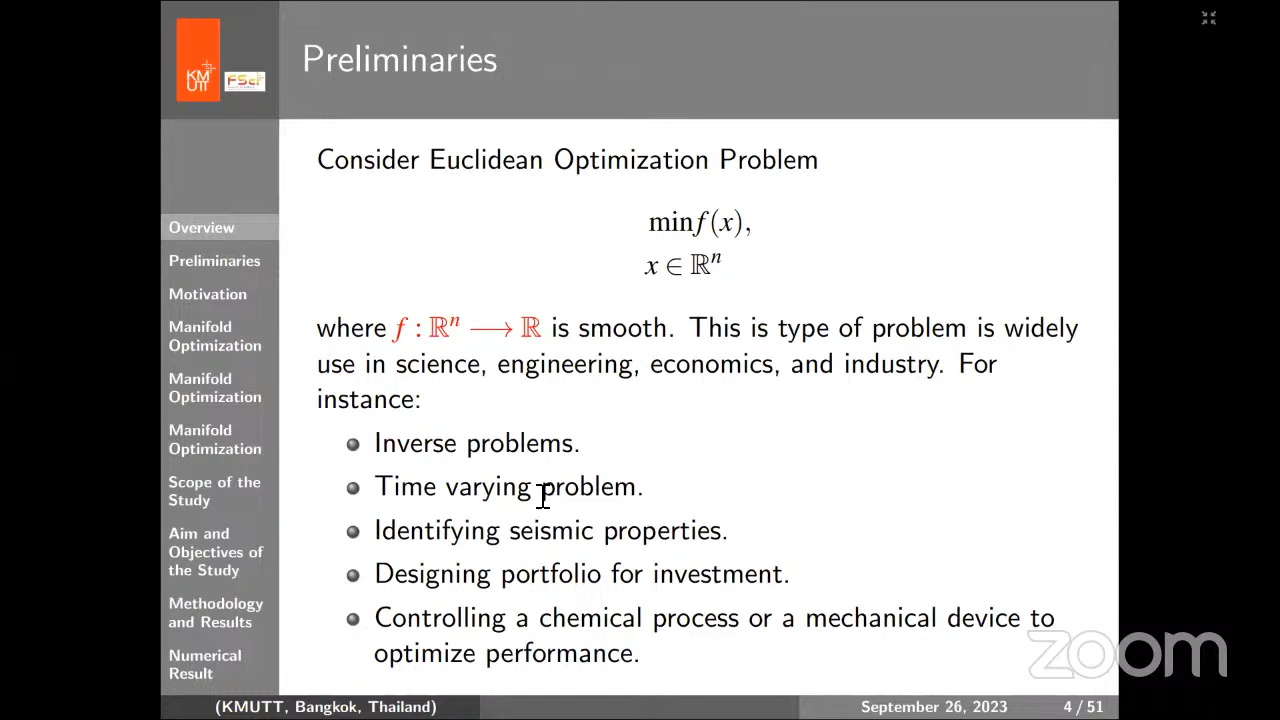 KM
UTT
FSci
Preliminaries
Overview
Preliminaries
Motivation
Manifold
Optimization
Manifold
Optimization
Manifold
Optimization
Scope of the
Study
Aim and
Objectives of
the Study
Methodology
and Results
Numerical
Result
Consider Euclidean Optimization Problem
min f(x),
x ∈ ℝⁿ
where f : ℝⁿ ⟶ ℝ is smooth. This is type of problem is widely
use in science, engineering, economics, and industry. For
instance:
Inverse problems.
Time varying problem.
Identifying seismic properties.
Designing portfolio for investment.
Controlling a chemical process or a mechanical device to
optimize performance.
zoom
(KMUTT, Bangkok, Thailand) September 26, 2023 4 / 51